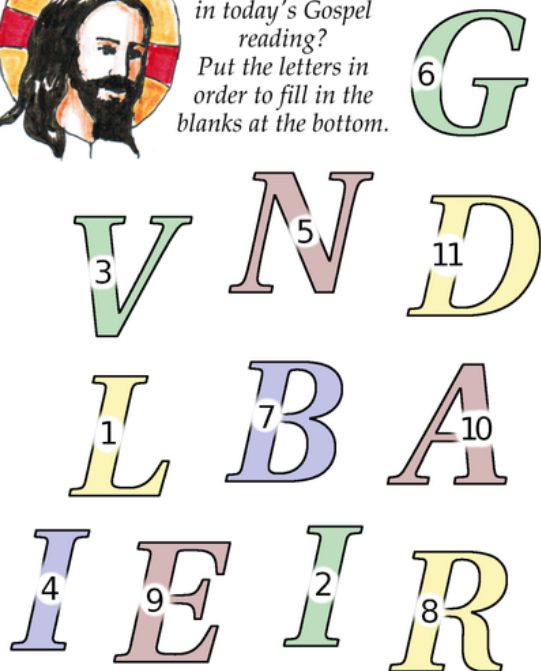 in today's Gospel
reading?
Put the letters in
order to fill in the
blanks at the bottom.
G 6
V 3
N 5
D 11
L 1
B 7
A 10
I 4
E 9
I 2
R 8